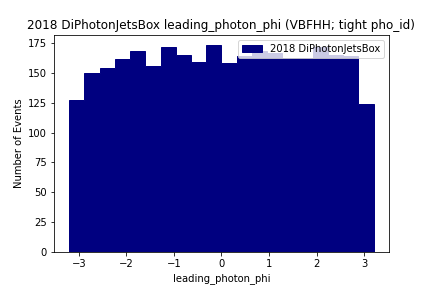 2018 DiPhotonJetsBox leading_photon_phi (VBFHH; tight pho_id)
2018 DiPhotonJetsBox
175
150
125
100
75
50
25
0
Number of Events
−3 −2 −1 0 1 2 3
leading_photon_phi